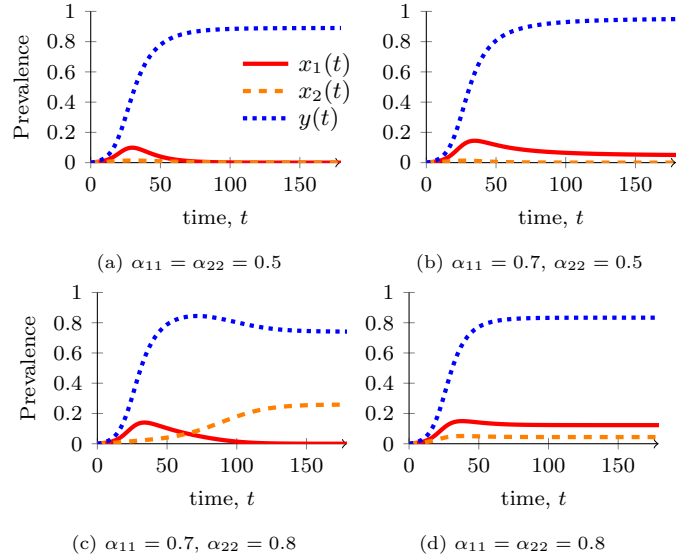 1
0.8
0.6
0.4
0.2
0
Prevalence
x₁(t)
x₂(t)
y(t)
0 50 100 150
time, t
(a) α₁₁ = α₂₂ = 0.5
1
0.8
0.6
0.4
0.2
0
0 50 100 150
time, t
(b) α₁₁ = 0.7, α₂₂ = 0.5
1
0.8
0.6
0.4
0.2
0
Prevalence
0 50 100 150
time, t
(c) α₁₁ = 0.7, α₂₂ = 0.8
1
0.8
0.6
0.4
0.2
0
0 50 100 150
time, t
(d) α₁₁ = α₂₂ = 0.8